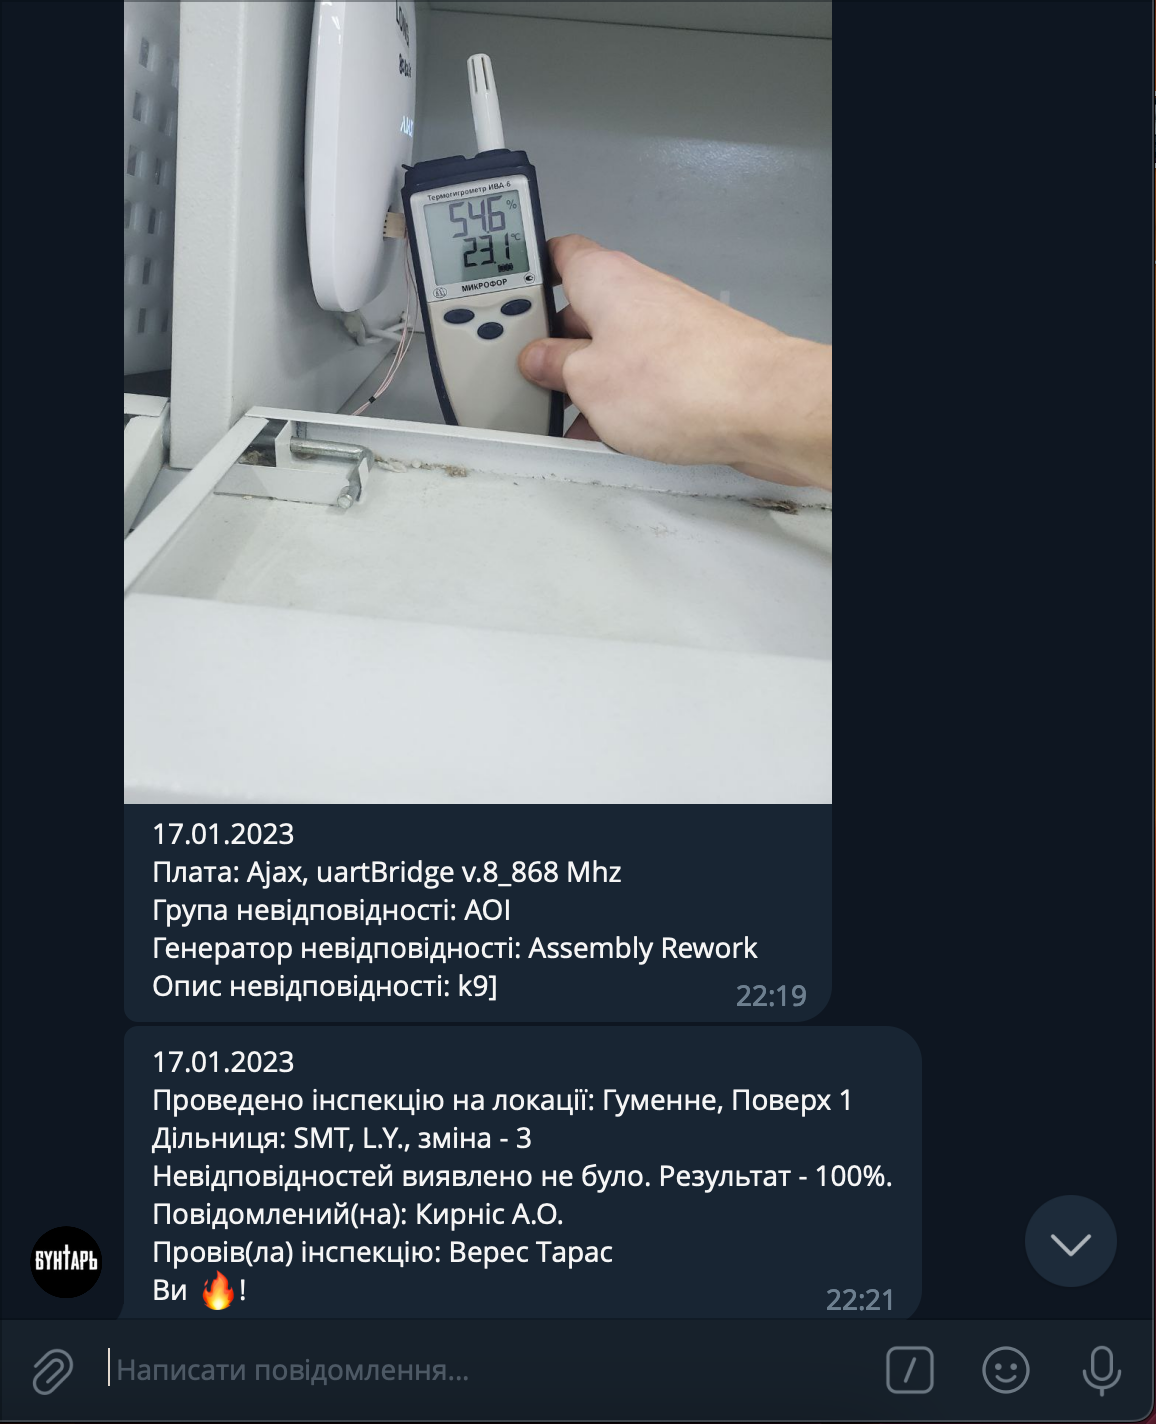 Термогигрометр ИВА-6
54.6 %
23.1 °C
МИКРОФОР
17.01.2023
Плата: Ajax, uartBridge v.8_868 Mhz
Група невідповідності: AOI
Генератор невідповідності: Assembly Rework
Опис невідповідності: k9]
22:19
17.01.2023
Проведено інспекцію на локації: Гуменне, Поверх 1
Дільниця: SMT, L.Y., зміна - 3
Невідповідностей виявлено не було. Результат - 100%.
Повідомлений(на): Кирніс А.О.
Провів(ла) інспекцію: Верес Тарас
Ви 🔥!
22:21
БУНТАРЬ
Написати повідомлення...